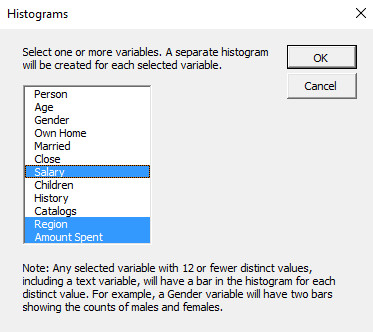 Histograms
Select one or more variables. A separate histogram
will be created for each selected variable.
OK
Cancel
Person
Age
Gender
Own Home
Married
Close
Salary
Children
History
Catalogs
Region
Amount Spent
Note: Any selected variable with 12 or fewer distinct values,
including a text variable, will have a bar in the histogram for each
distinct value. For example, a Gender variable will have two bars
showing the counts of males and females.